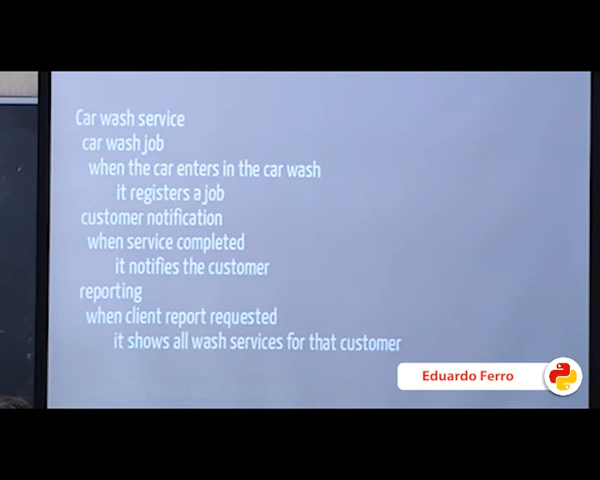 Car wash service
car wash job
when the car enters in the car wash
it registers a job
customer notification
when service completed
it notifies the customer
reporting
when client report requested
it shows all wash services for that customer
Eduardo Ferro